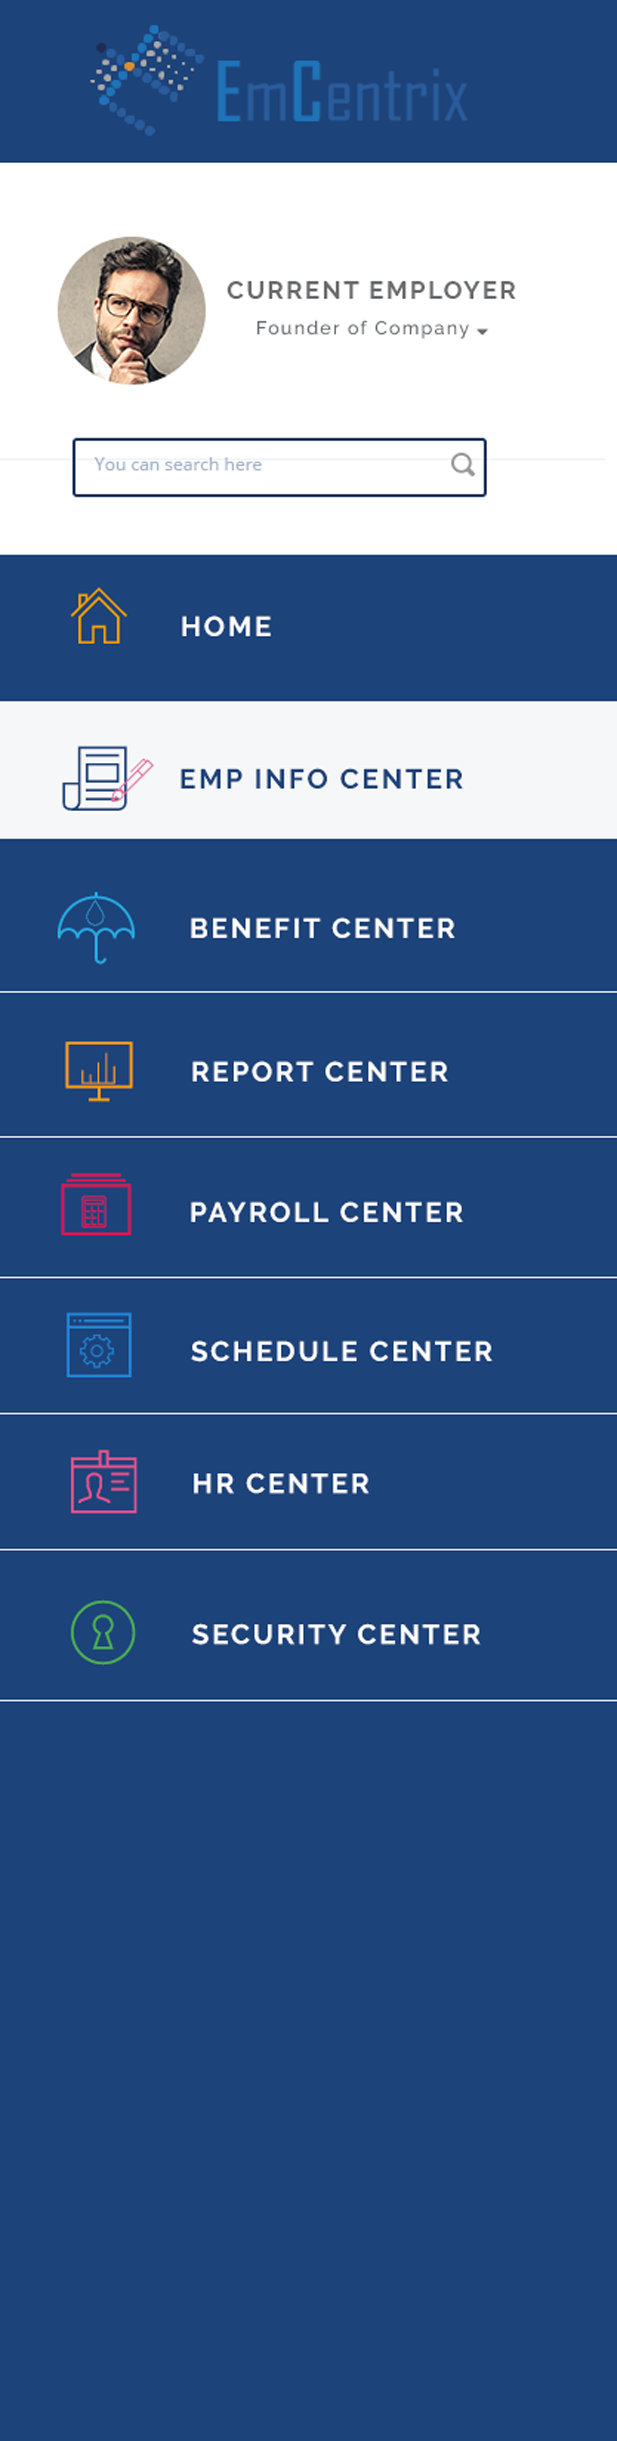 EmCentrix
CURRENT EMPLOYER
Founder of Company
You can search here
HOME
EMP INFO CENTER
BENEFIT CENTER
REPORT CENTER
PAYROLL CENTER
SCHEDULE CENTER
HR CENTER
SECURITY CENTER